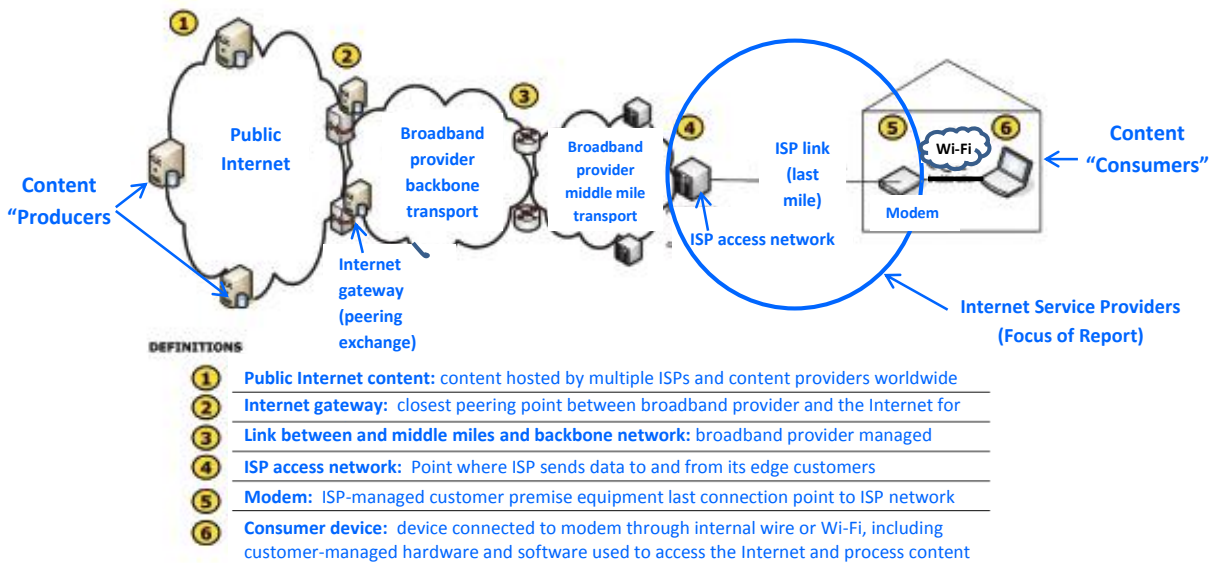 1
2
3
4
5
6
Public
Internet
Broadband
provider
backbone
transport
Broadband
provider
middle mile
transport
ISP link
(last
mile)
Wi-Fi
Modem
Content
“Consumers”
Content
“Producers
ISP access network
Internet
gateway
(peering
exchange)
Internet Service Providers
(Focus of Report)
DEFINITIONS
1 Public Internet content: content hosted by multiple ISPs and content providers worldwide
2 Internet gateway: closest peering point between broadband provider and the Internet for
3 Link between and middle miles and backbone network: broadband provider managed
4 ISP access network: Point where ISP sends data to and from its edge customers
5 Modem: ISP-managed customer premise equipment last connection point to ISP network
6 Consumer device: device connected to modem through internal wire or Wi-Fi, including
customer-managed hardware and software used to access the Internet and process content